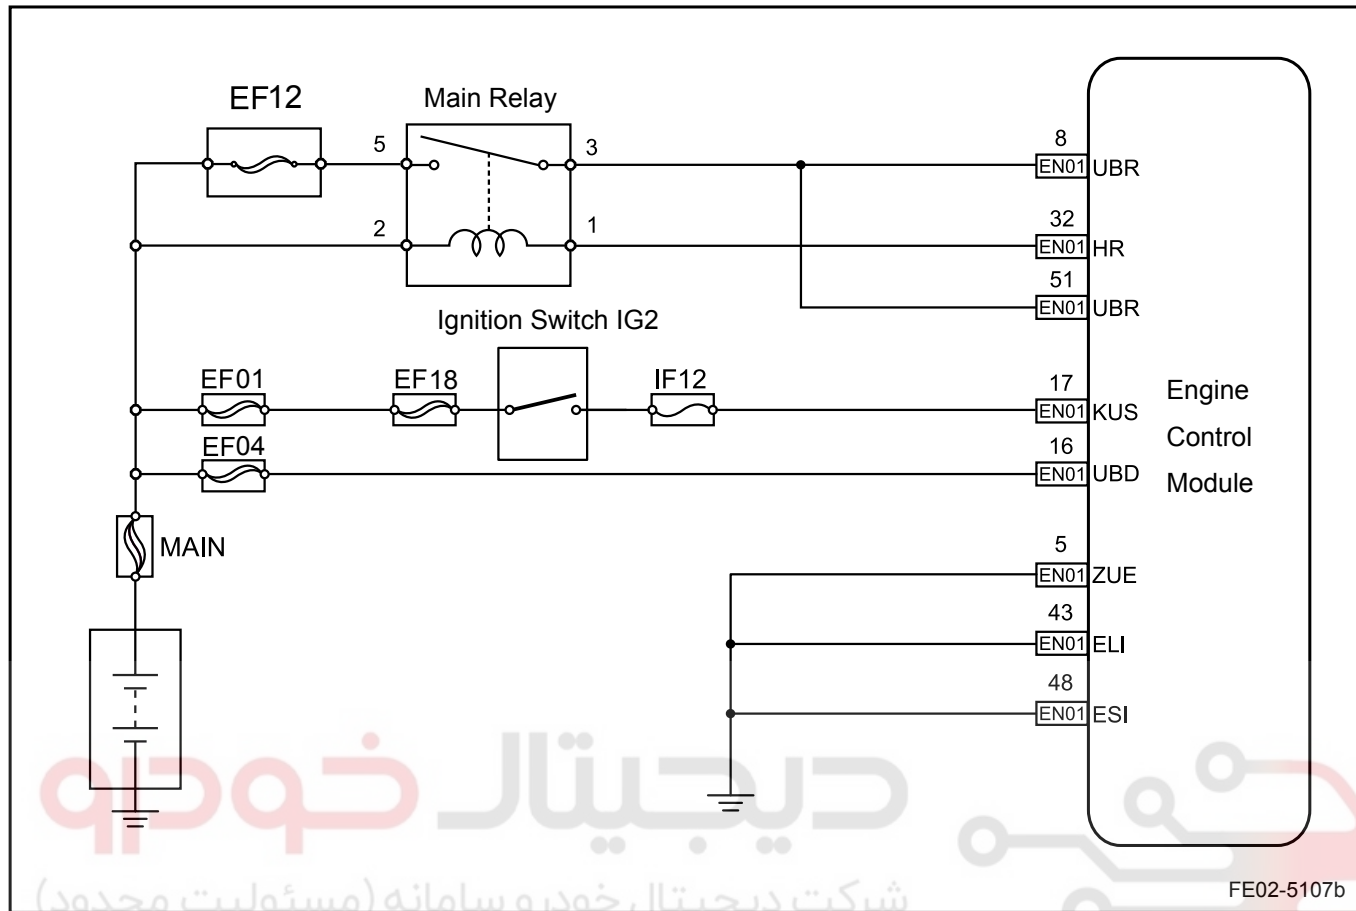 EF12
Main Relay
5
3
8
EN01 UBR
2
1
32
EN01 HR
51
EN01 UBR
Ignition Switch IG2
EF01
EF18
IF12
17
EN01 KUS
EF04
16
EN01 UBD
Engine
Control
Module
MAIN
5
EN01 ZUE
43
EN01 ELI
48
EN01 ESI
دیجیتال خودرو
شرکت دیجیتال خودرو سامانه (مسئولیت محدود)
FE02-5107b